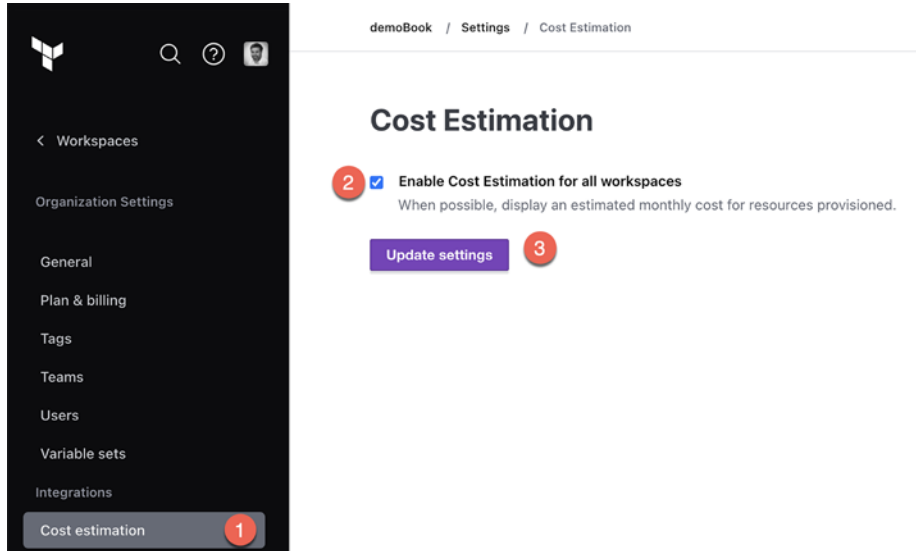 demoBook / Settings / Cost Estimation
< Workspaces
Organization Settings
General
Plan & billing
Tags
Teams
Users
Variable sets
Integrations
Cost estimation 1
Cost Estimation
2 Enable Cost Estimation for all workspaces
When possible, display an estimated monthly cost for resources provisioned.
Update settings 3